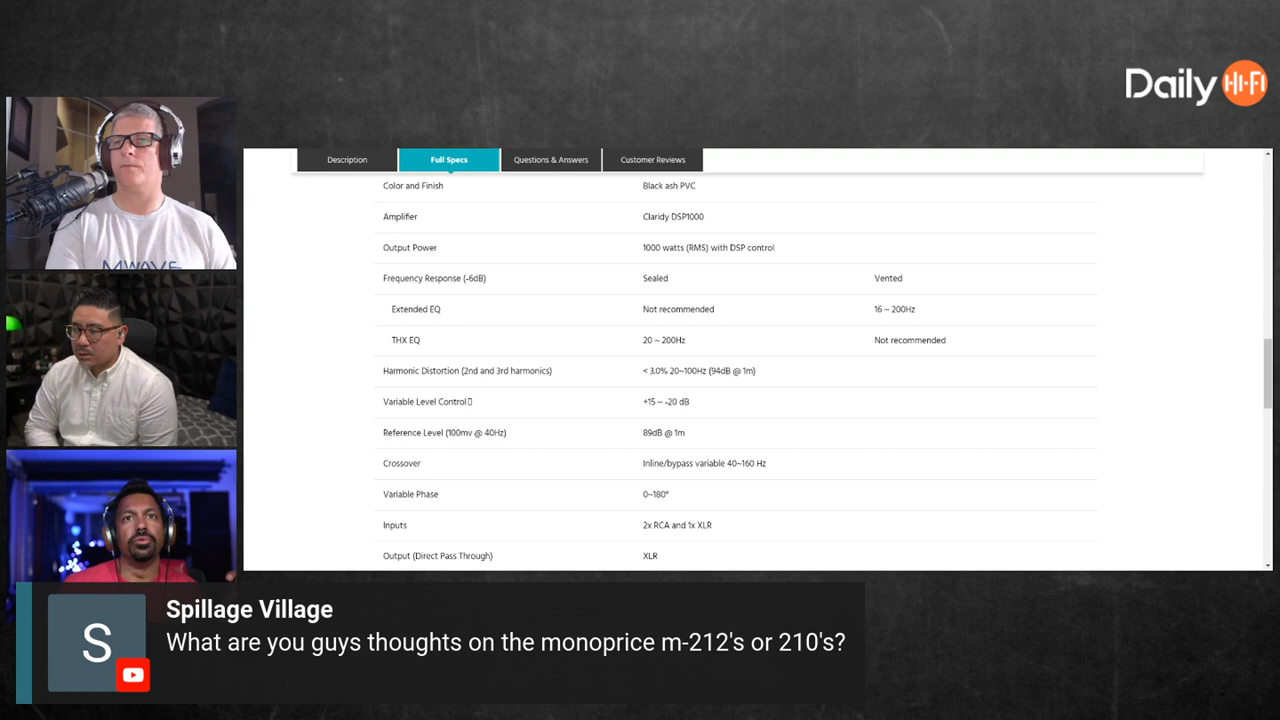 Daily HI-FI
Description Full Specs Questions & Answers Customer Reviews
Color and Finish Black ash PVC
Amplifier Claridy DSP1000
Output Power 1000 watts (RMS) with DSP control
Frequency Response (-6dB) Sealed Vented
Extended EQ Not recommended 16 ~ 200Hz
THX EQ 20 ~ 200Hz Not recommended
Harmonic Distortion (2nd and 3rd harmonics) < 3.0% 20~100Hz (94dB @ 1m)
Variable Level Control▯ +15 ~ -20 dB
Reference Level (100mv @ 40Hz) 89dB @ 1m
Crossover Inline/bypass variable 40~160 Hz
Variable Phase 0~180°
Inputs 2x RCA and 1x XLR
Output (Direct Pass Through) XLR
MWAVE
S
Spillage Village
What are you guys thoughts on the monoprice m-212's or 210's?